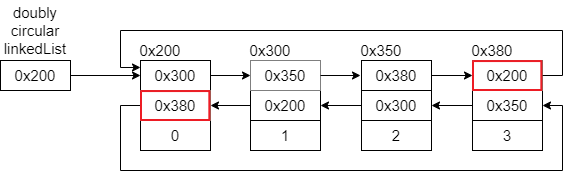 doubly
circular
linkedList
0x200
0x200 0x300 0x350 0x380
0x300 0x350 0x380 0x200
0x380 0x200 0x300 0x350
0 1 2 3